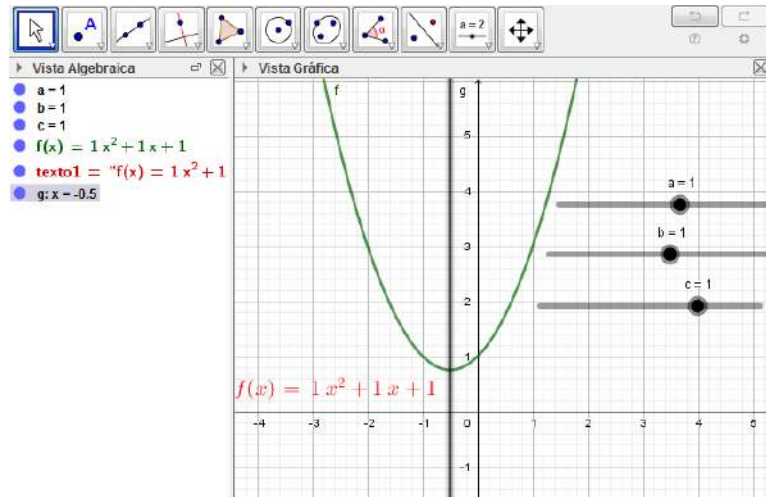 A
α
a = 2
Vista Algebraica
Vista Gráfica
a = 1
b = 1
c = 1
f(x) = 1 x² + 1 x + 1
texto1 = "f(x) = 1 x² + 1
g: x = -0.5
f
g
5
4
3
2
1
-1
a = 1
b = 1
c = 1
f(x) = 1 x² + 1 x + 1
-4 -3 -2 -1 0 1 2 3 4 5